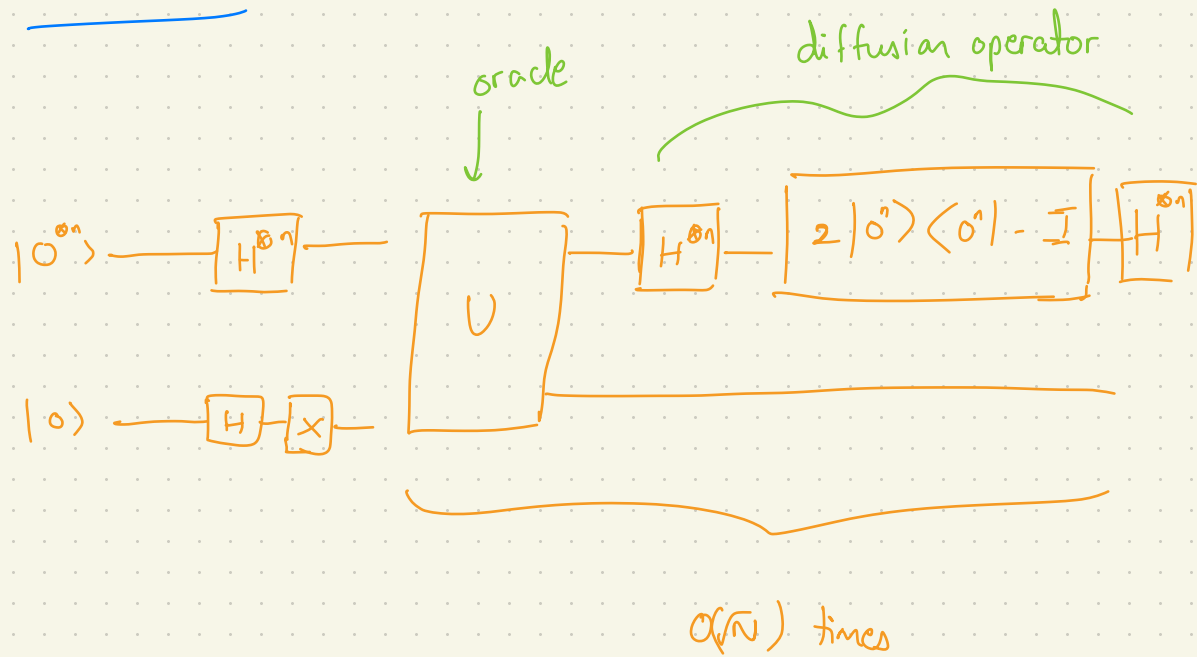 diffusion operator
oracle
|0^{⊗n}⟩ H^{⊗n} U H^{⊗n} 2|0^n⟩⟨0^n| - I H^{⊗n}
|0⟩ H X
O(√N) times